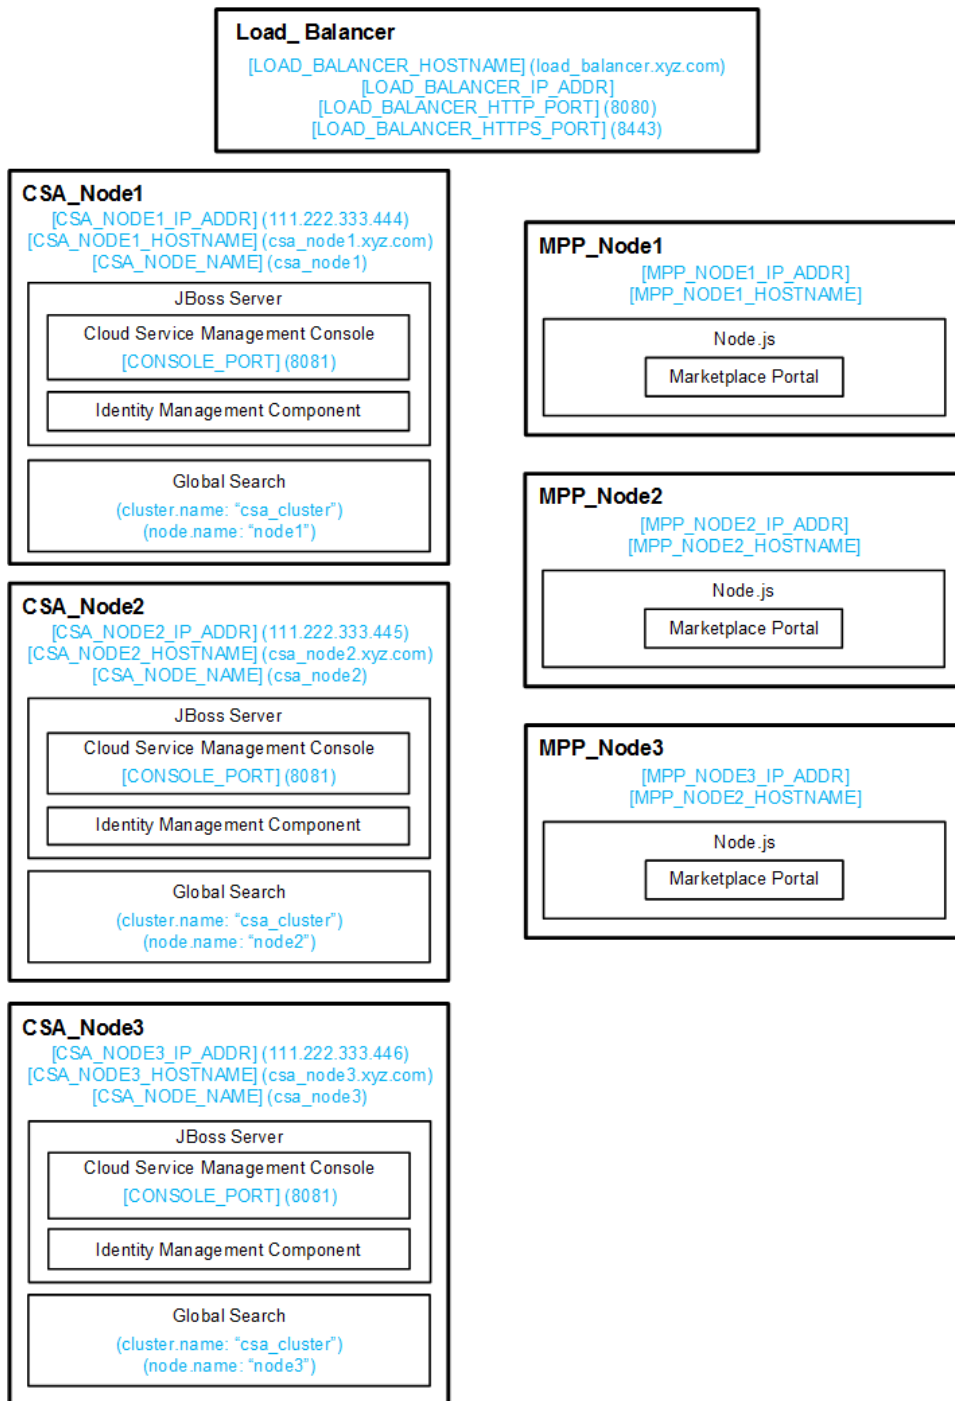 Load_ Balancer
[LOAD_BALANCER_HOSTNAME] (load_balancer.xyz.com)
[LOAD_BALANCER_IP_ADDR]
[LOAD_BALANCER_HTTP_PORT] (8080)
[LOAD_BALANCER_HTTPS_PORT] (8443)
CSA_Node1
[CSA_NODE1_IP_ADDR] (111.222.333.444)
[CSA_NODE1_HOSTNAME] (csa_node1.xyz.com)
[CSA_NODE_NAME] (csa_node1)
JBoss Server
Cloud Service Management Console
[CONSOLE_PORT] (8081)
Identity Management Component
Global Search
(cluster.name: “csa_cluster”)
(node.name: “node1”)
CSA_Node2
[CSA_NODE2_IP_ADDR] (111.222.333.445)
[CSA_NODE2_HOSTNAME] (csa_node2.xyz.com)
[CSA_NODE_NAME] (csa_node2)
JBoss Server
Cloud Service Management Console
[CONSOLE_PORT] (8081)
Identity Management Component
Global Search
(cluster.name: “csa_cluster”)
(node.name: “node2”)
CSA_Node3
[CSA_NODE3_IP_ADDR] (111.222.333.446)
[CSA_NODE3_HOSTNAME] (csa_node3.xyz.com)
[CSA_NODE_NAME] (csa_node3)
JBoss Server
Cloud Service Management Console
[CONSOLE_PORT] (8081)
Identity Management Component
Global Search
(cluster.name: “csa_cluster”)
(node.name: “node3”)
MPP_Node1
[MPP_NODE1_IP_ADDR]
[MPP_NODE1_HOSTNAME]
Node.js
Marketplace Portal
MPP_Node2
[MPP_NODE2_IP_ADDR]
[MPP_NODE2_HOSTNAME]
Node.js
Marketplace Portal
MPP_Node3
[MPP_NODE3_IP_ADDR]
[MPP_NODE2_HOSTNAME]
Node.js
Marketplace Portal